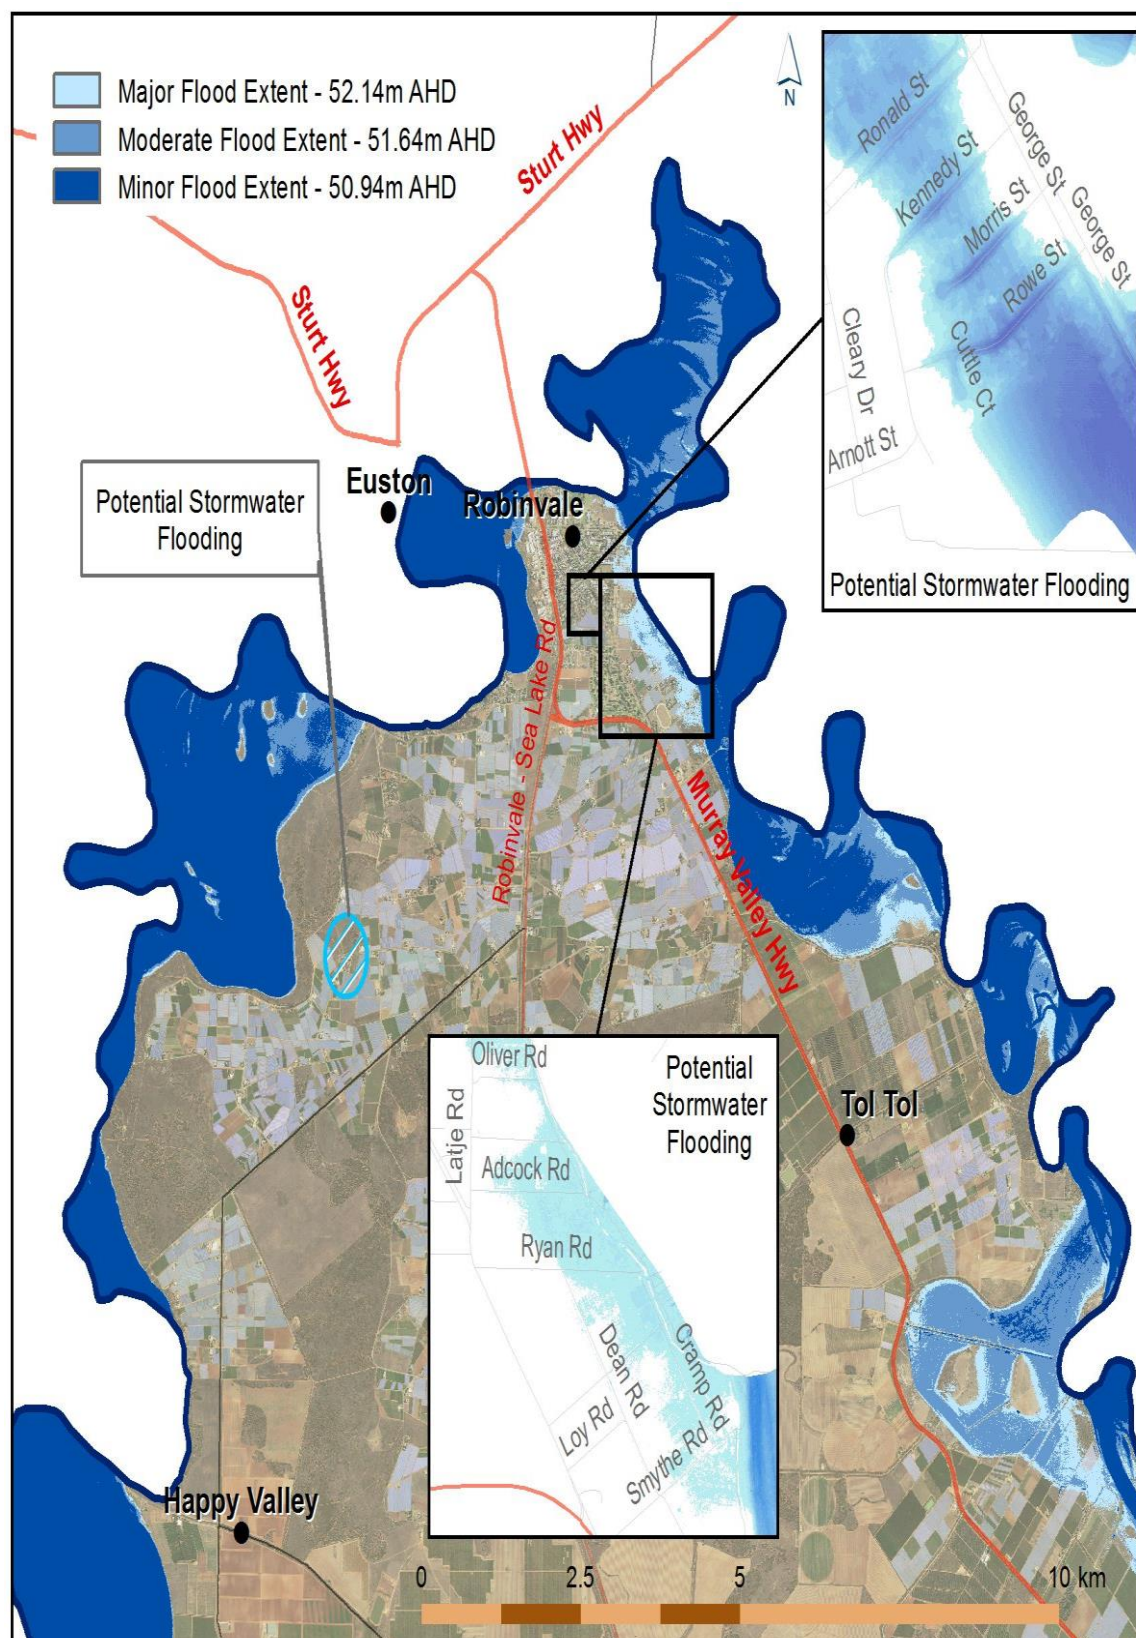 Major Flood Extent - 52.14m AHD
Moderate Flood Extent - 51.64m AHD
Minor Flood Extent - 50.94m AHD
N
Sturt Hwy
Sturt Hwy
Ronald St
Kennedy St
Morris St
Rowe St
George St
George St
Cleary Dr
Cuttle Ct
Arnott St
Potential Stormwater Flooding
Potential Stormwater
Flooding
Euston
Robinvale
Robinvale - Sea Lake Rd
Murray Valley Hwy
Oliver Rd
Latje Rd
Adcock Rd
Ryan Rd
Dean Rd
Cramp Rd
Loy Rd
Smythe Rd
Potential
Stormwater
Flooding
Tol Tol
Happy Valley
0 2.5 5 10 km